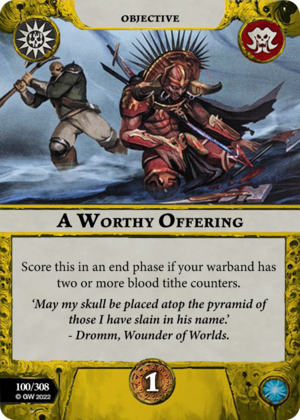 OBJECTIVE
A WORTHY OFFERING
Score this in an end phase if your warband has
two or more blood tithe counters.
‘May my skull be placed atop the pyramid of
those I have slain in his name.’
- Dromm, Wounder of Worlds.
100/308
© GW 2022
1